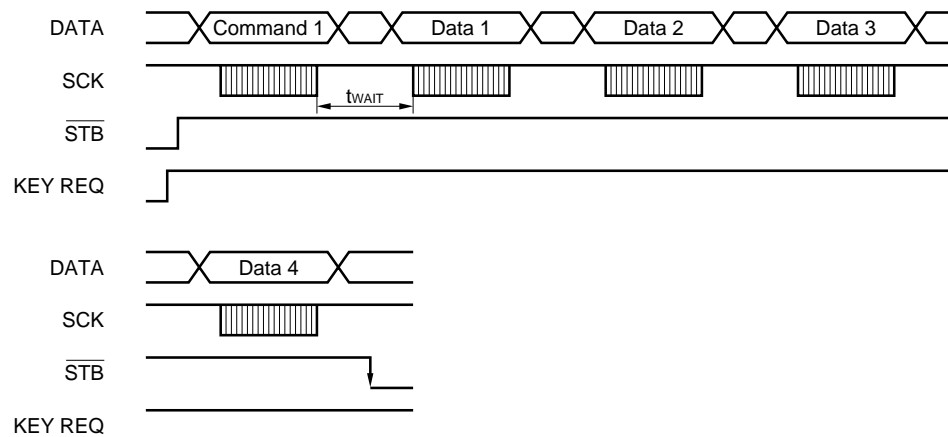 DATA Command 1 Data 1 Data 2 Data 3
SCK
tWAIT
STB
KEY REQ
DATA Data 4
SCK
STB
KEY REQ